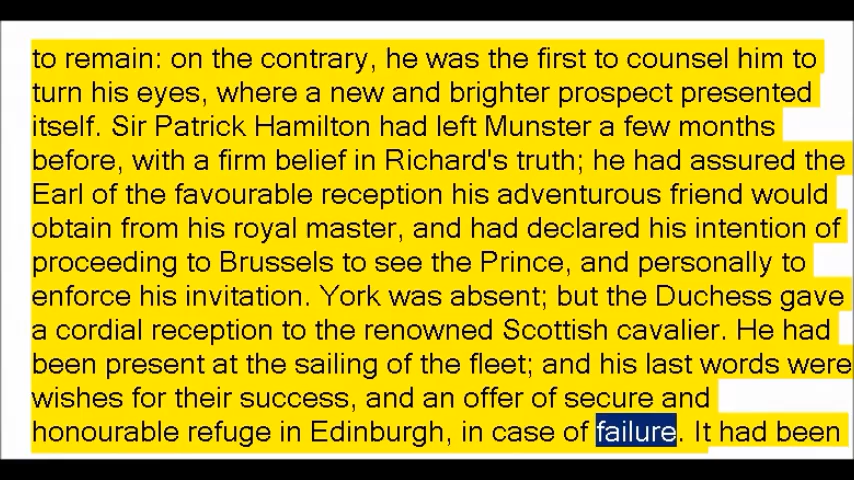 to remain: on the contrary, he was the first to counsel him to
turn his eyes, where a new and brighter prospect presented
itself. Sir Patrick Hamilton had left Munster a few months
before, with a firm belief in Richard's truth; he had assured the
Earl of the favourable reception his adventurous friend would
obtain from his royal master, and had declared his intention of
proceeding to Brussels to see the Prince, and personally to
enforce his invitation. York was absent; but the Duchess gave
a cordial reception to the renowned Scottish cavalier. He had
been present at the sailing of the fleet; and his last words were
wishes for their success, and an offer of secure and
honourable refuge in Edinburgh, in case of failure. It had been